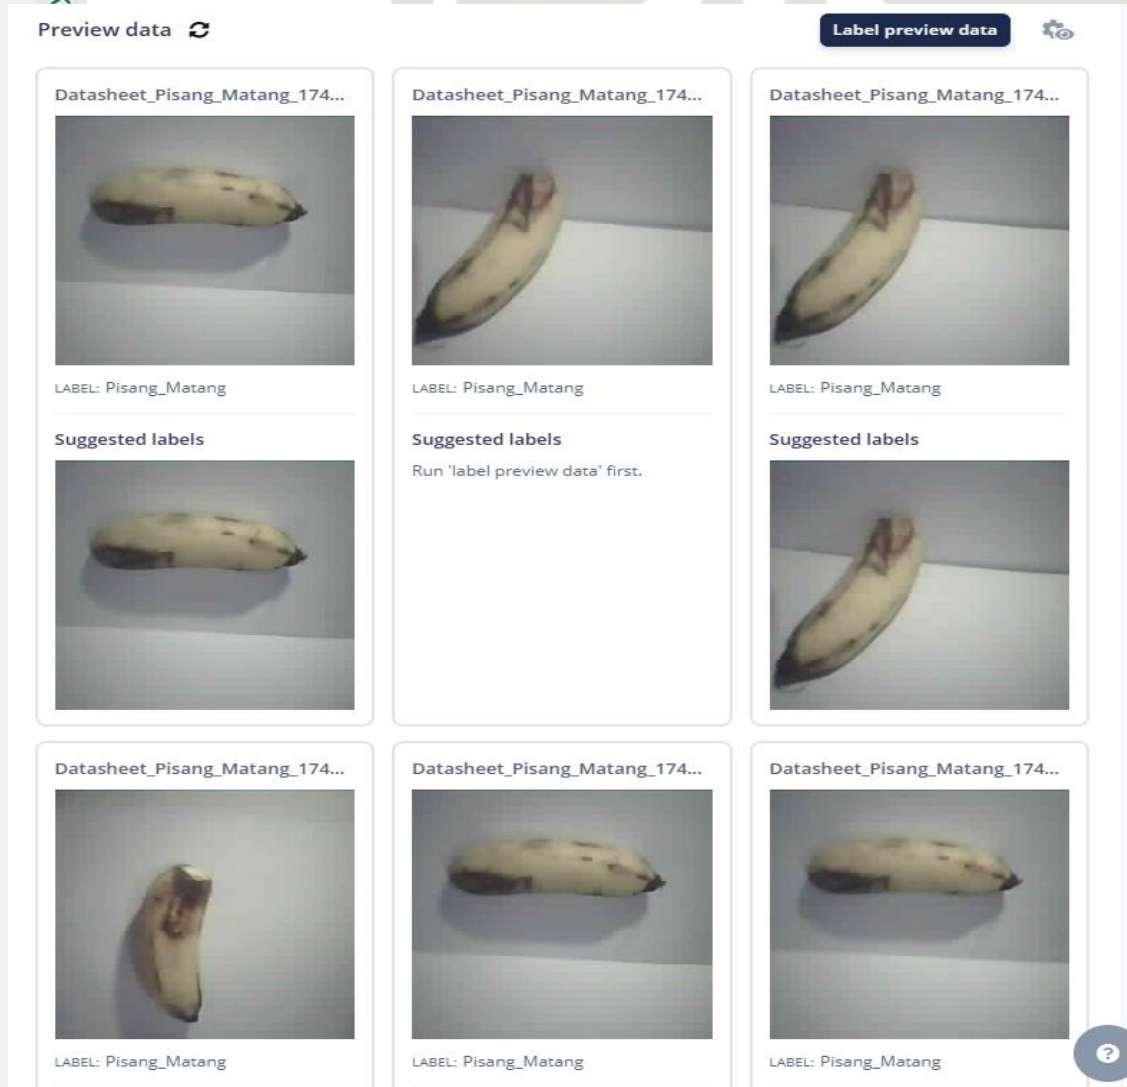 Preview data
Label preview data
Datasheet_Pisang_Matang_174...
Datasheet_Pisang_Matang_174...
Datasheet_Pisang_Matang_174...
LABEL: Pisang_Matang
LABEL: Pisang_Matang
LABEL: Pisang_Matang
Suggested labels
Suggested labels
Suggested labels
Run 'label preview data' first.
Datasheet_Pisang_Matang_174...
Datasheet_Pisang_Matang_174...
Datasheet_Pisang_Matang_174...
LABEL: Pisang_Matang
LABEL: Pisang_Matang
LABEL: Pisang_Matang
?